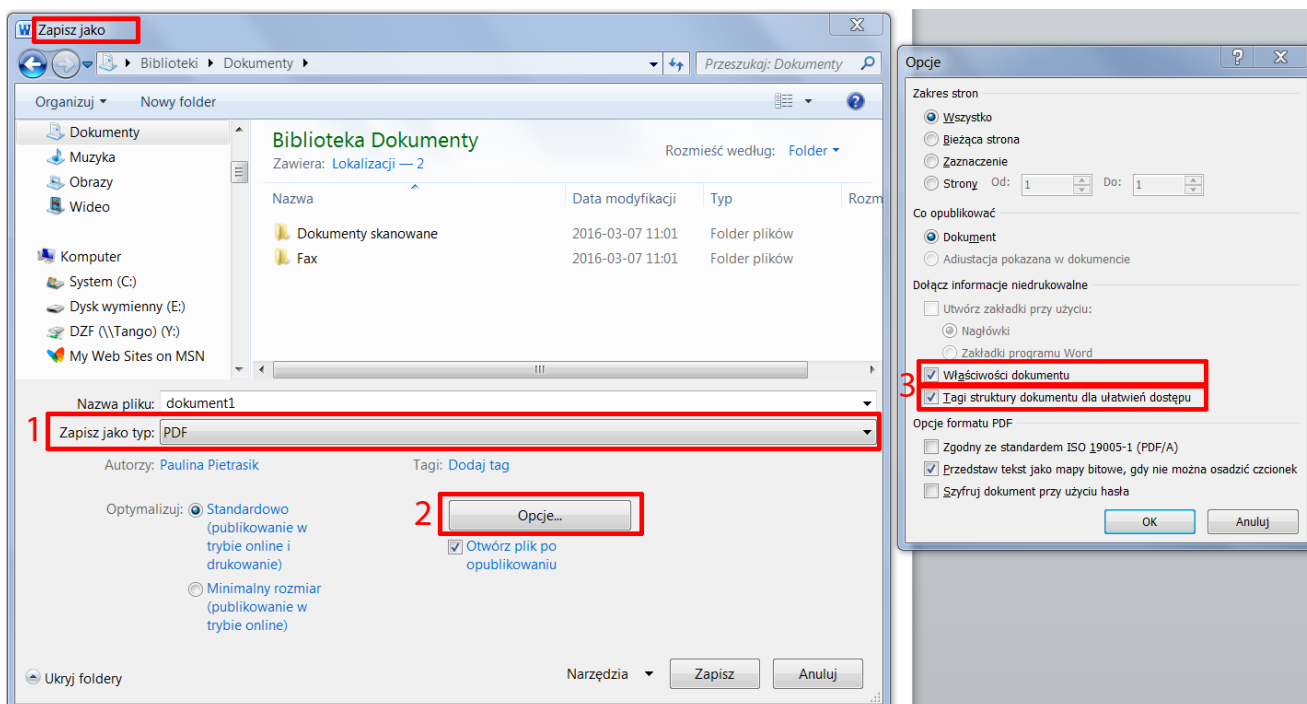 Zapisz jako
Biblioteki Dokumenty
Przeszukaj: Dokumenty
Organizuj Nowy folder
Dokumenty
Muzyka
Obrazy
Wideo
Komputer
System (C:)
Dysk wymienny (E:)
DZF (\\Tango) (Y:)
My Web Sites on MSN
Biblioteka Dokumenty
Zawiera: Lokalizacji — 2
Rozmieść według: Folder
Nazwa Data modyfikacji Typ Rozm
Dokumenty skanowane 2016-03-07 11:01 Folder plików
Fax 2016-03-07 11:01 Folder plików
Nazwa pliku: dokument1
1 Zapisz jako typ: PDF
Autorzy: Paulina Pietrasik Tagi: Dodaj tag
Optymalizuj: Standardowo
(publikowanie w
trybie online i
drukowanie)
Minimalny rozmiar
(publikowanie w
trybie online)
2 Opcje...
Otwórz plik po
opublikowaniu
Ukryj foldery
Narzędzia Zapisz Anuluj
Opcje
Zakres stron
Wszystko
Bieżąca strona
Zaznaczenie
Strony Od: 1 Do: 1
Co opublikować
Dokument
Adiustacja pokazana w dokumencie
Dołącz informacje niedrukowalne
Utwórz zakładki przy użyciu:
Nagłówki
Zakładki programu Word
3 Właściwości dokumentu
Tagi struktury dokumentu dla ułatwień dostępu
Opcje formatu PDF
Zgodny ze standardem ISO 19005-1 (PDF/A)
Przedstaw tekst jako mapy bitowe, gdy nie można osadzić czcionek
Szyfruj dokument przy użyciu hasła
OK Anuluj